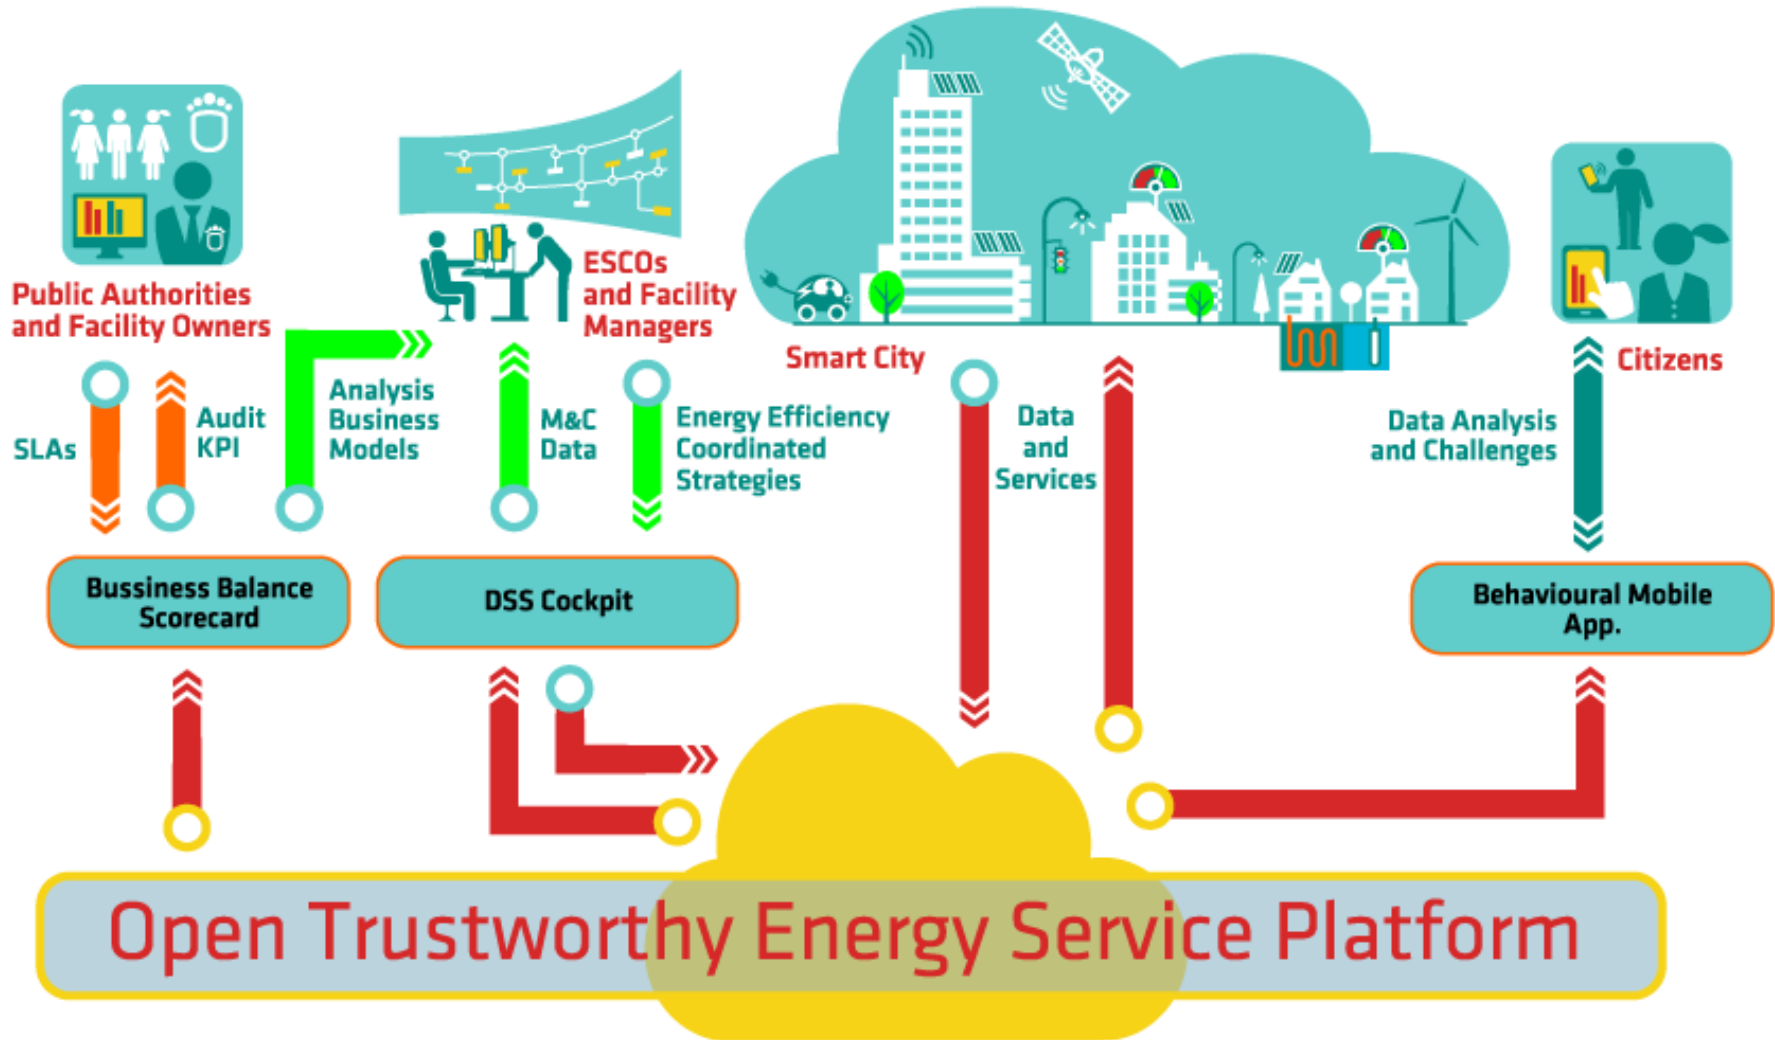 Public Authorities
and Facility Owners
ESCOs
and Facility
Managers
Smart City
Citizens
SLAs
Audit
KPI
Analysis
Business
Models
M&C
Data
Energy Efficiency
Coordinated
Strategies
Data
and
Services
Data Analysis
and Challenges
Bussiness Balance
Scorecard
DSS Cockpit
Behavioural Mobile
App.
Open Trustworthy Energy Service Platform